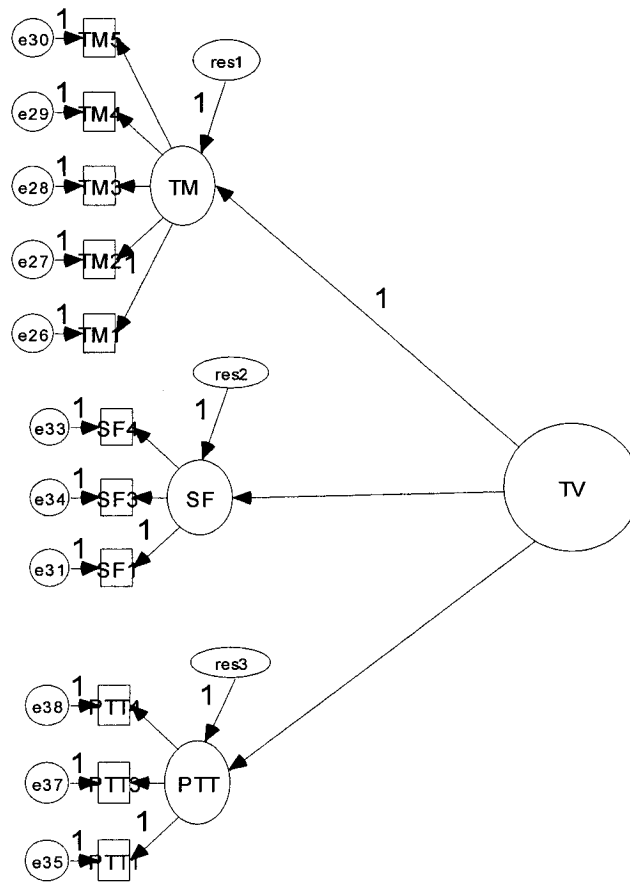 e30 1 TM5
res1
1
e29 1 TM4
e28 1 TM3 TM
e27 1 TM2 1
1
e26 1 TM1
res2
1
e33 1 SF4
e34 1 SF3 SF TV
1
e31 1 SF1
res3
1
e38 1 PTT4
e37 1 PTT3 PTT
1
e35 1 PTT1